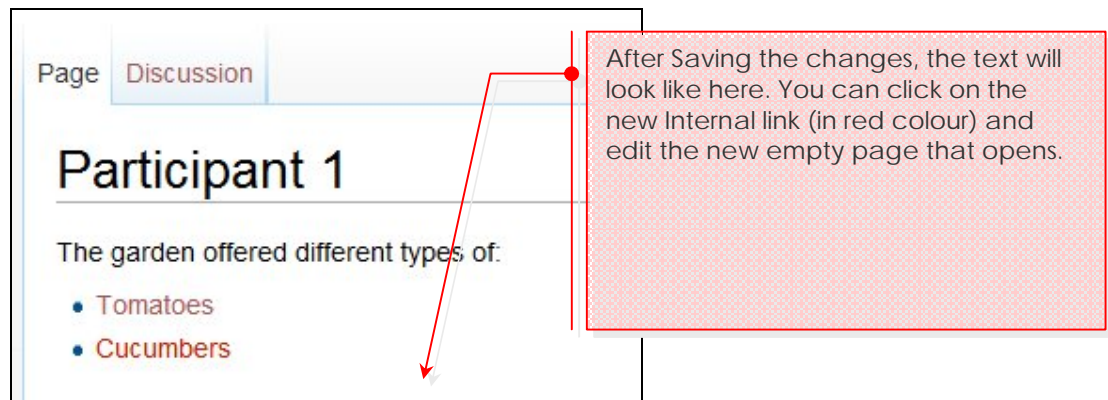 Page Discussion
Participant 1
The garden offered different types of:
Tomatoes
Cucumbers
After Saving the changes, the text will
look like here. You can click on the
new Internal link (in red colour) and
edit the new empty page that opens.